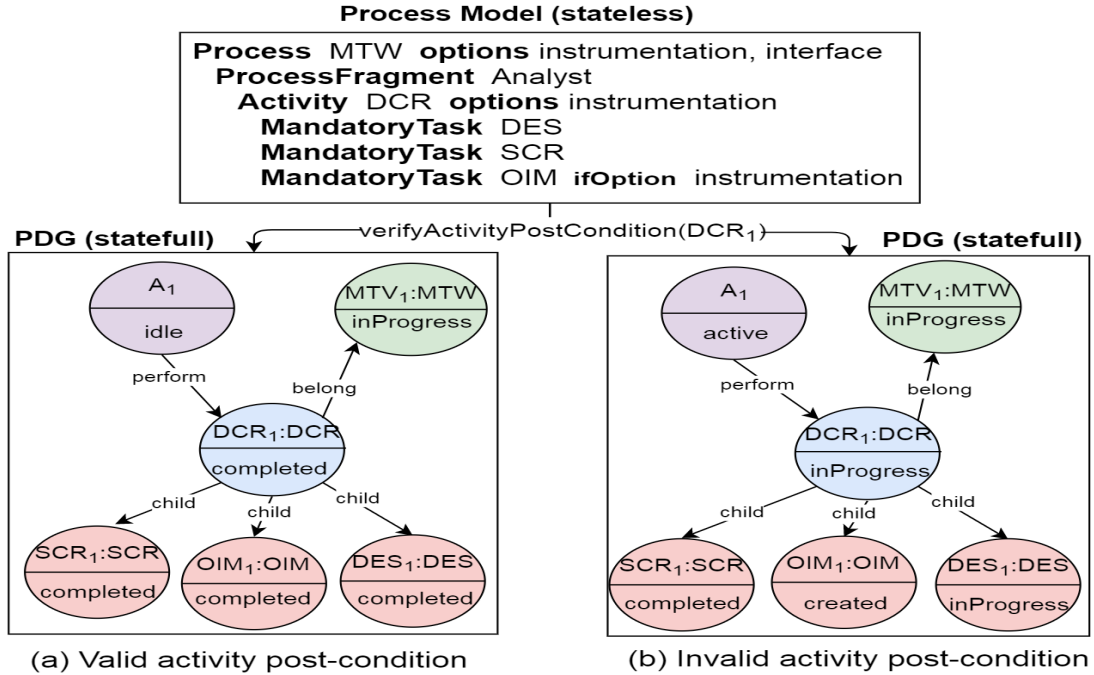 Process Model (stateless)
Process MTW options instrumentation, interface
ProcessFragment Analyst
Activity DCR options instrumentation
MandatoryTask DES
MandatoryTask SCR
MandatoryTask OIM ifOption instrumentation
verifyActivityPostCondition(DCR₁)
PDG (statefull)
A₁
idle
MTV₁:MTW
inProgress
perform
belong
DCR₁:DCR
completed
child
child
child
SCR₁:SCR
completed
OIM₁:OIM
completed
DES₁:DES
completed
(a) Valid activity post-condition
PDG (statefull)
A₁
active
MTV₁:MTW
inProgress
perform
belong
DCR₁:DCR
inProgress
child
child
child
SCR₁:SCR
completed
OIM₁:OIM
created
DES₁:DES
inProgress
(b) Invalid activity post-condition